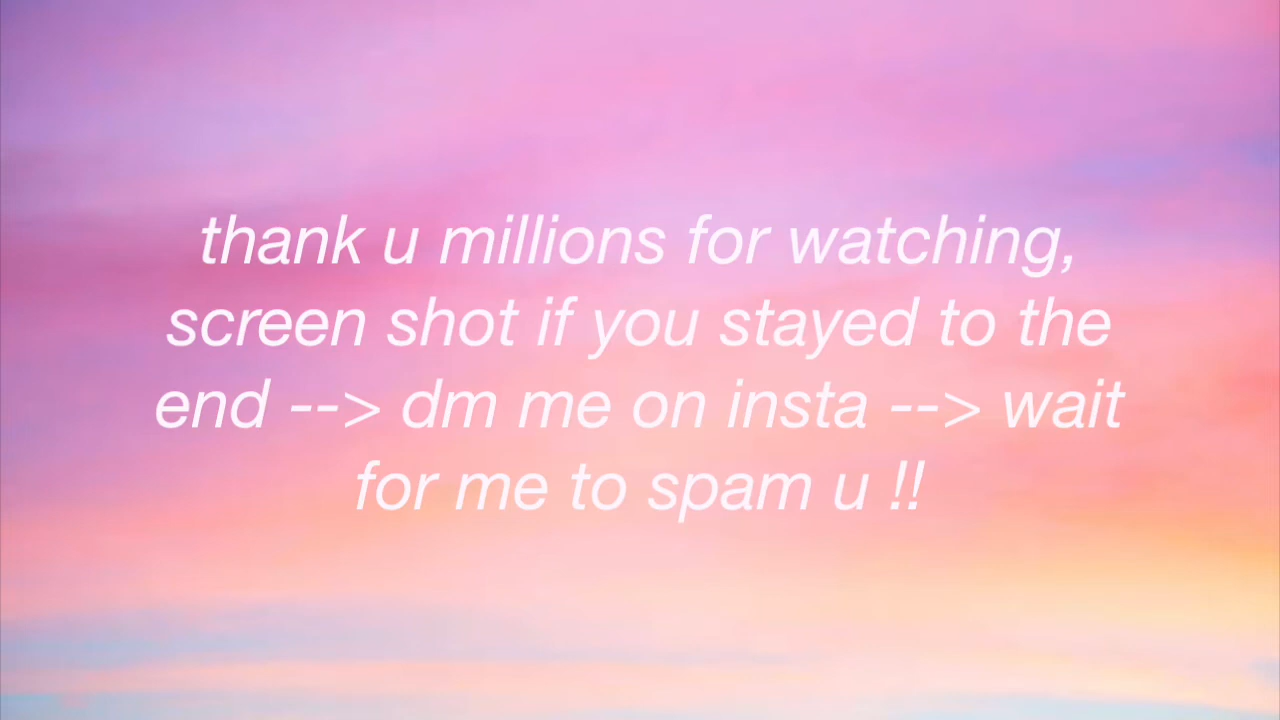 thank u millions for watching,
screen shot if you stayed to the
end --> dm me on insta --> wait
for me to spam u !!